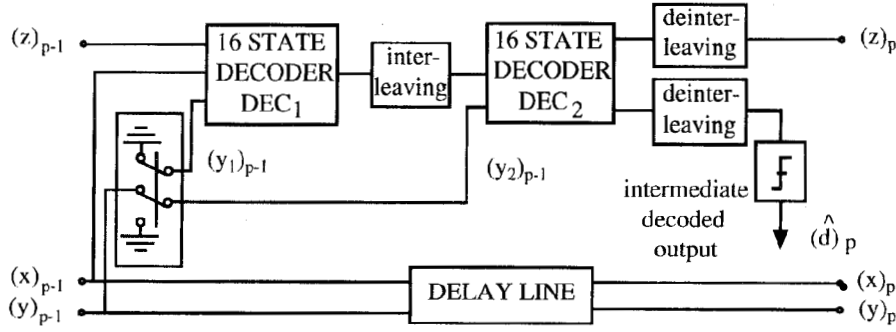 (z)p-1
16 STATE
DECODER
DEC1
inter-
leaving
16 STATE
DECODER
DEC2
deinter-
leaving
(z)p
deinter-
leaving
(y1)p-1
(y2)p-1
intermediate
decoded
output
(d̂)p
(x)p-1
(y)p-1
DELAY LINE
(x)p
(y)p